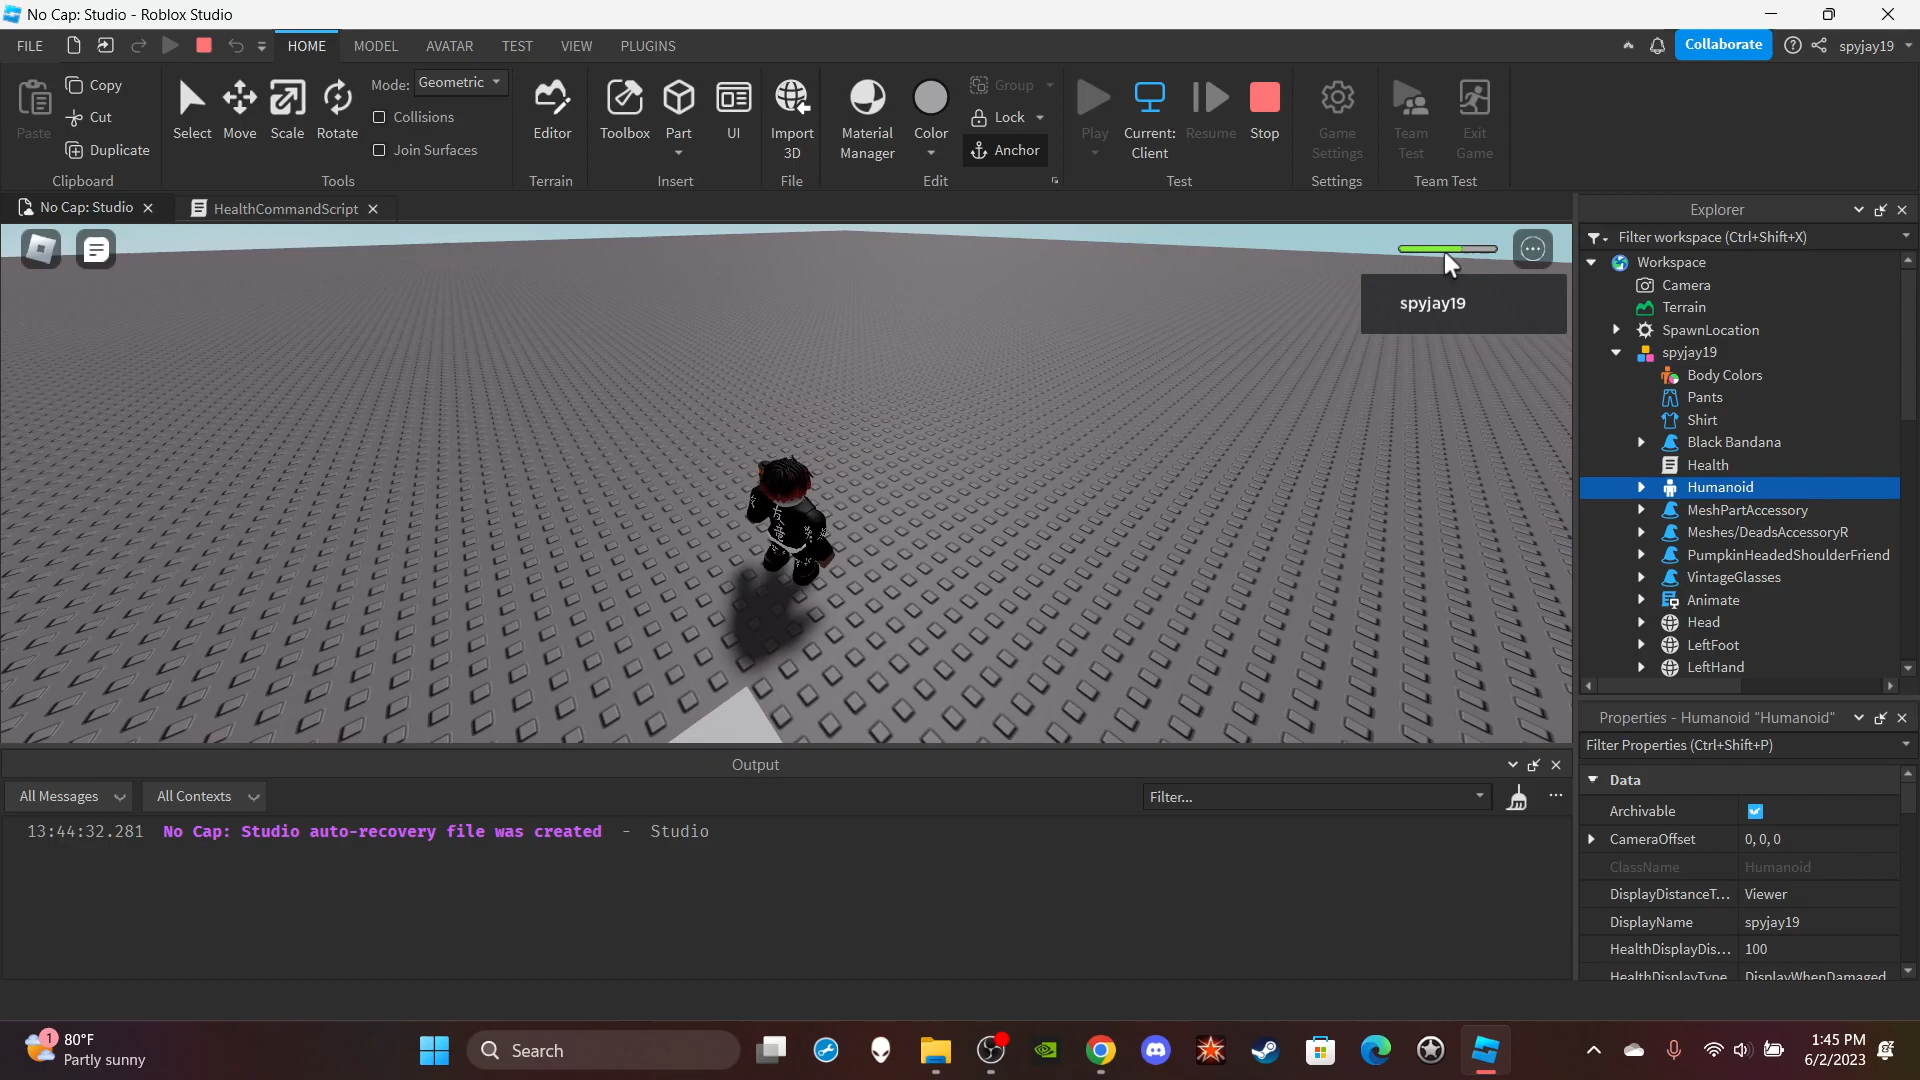 No Cap: Studio - Roblox Studio
FILE HOME MODEL AVATAR TEST VIEW PLUGINS Collaborate spyjay19
Paste Copy Cut Duplicate
Clipboard
Select Move Scale Rotate
Mode: Geometric
Collisions
Join Surfaces
Tools
Editor
Terrain
Toolbox Part UI
Insert
Import 3D
File
Material Manager
Color
Group
Lock
Anchor
Edit
Play
Current: Client
Resume Stop
Test
Game Settings
Settings
Team Test
Exit Game
Team Test
No Cap: Studio
HealthCommandScript
spyjay19
Explorer
Filter workspace (Ctrl+Shift+X)
Workspace
Camera
Terrain
SpawnLocation
spyjay19
Body Colors
Pants
Shirt
Black Bandana
Health
Humanoid
MeshPartAccessory
Meshes/DeadsAccessoryR
PumpkinHeadedShoulderFriend
VintageGlasses
Animate
Head
LeftFoot
LeftHand
Properties - Humanoid "Humanoid"
Filter Properties (Ctrl+Shift+P)
Data
Archivable
CameraOffset 0, 0, 0
ClassName Humanoid
DisplayDistanceT... Viewer
DisplayName spyjay19
HealthDisplayDis... 100
HealthDisplayType DisplayWhenDamaged
Output
All Messages All Contexts Filter...
13:44:32.281 No Cap: Studio auto-recovery file was created - Studio
1
80°F
Partly sunny
Search
1:45 PM
6/2/2023